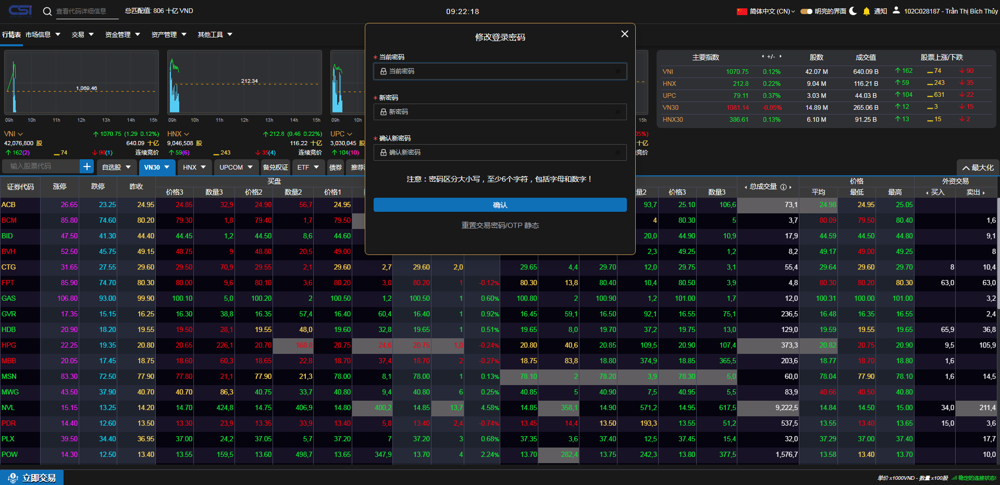 CSI 查看代码详细信息 总匹配值: 806 十亿 VND 09:22:18 简体中文 (CN) 明亮的界面 通知 102C028187 - Trần Thị Bích Thủy
行情表 市场信息 交易 资金管理 资产管理 其他工具
修改登录密码
* 当前密码
当前密码
* 新密码
新密码
* 确认新密码
确认新密码
注意：密码区分大小写，至少6个字符，包括字母和数字！
确认
重置交易密码/OTP 静态
1,069.46
09h 10h 11h 12h 13h 14h 15h
212.34
09h 10h 11h 12h 13h 14h 15h
09h 10h
15h
VNI 1070.75 (1.29 0.12%)
42,076,800 股 640.09 十亿
162(2) 74 90(1) 连续竞价
HNX 212.8 (0.46 0.22%)
9,046,508 股 116.22 十亿
59(6) 243 35(4) 连续竞价
UPC
3,030,045 股
104(10)
05%)
十亿
竞价
主要指数 +/- 股数 成交值 股票上涨/下跌
VNI 1070.75 0.12% 42.07 M 640.09 B 162 74 90
HNX 212.8 0.22% 9.04 M 116.21 B 59 243 35
UPC 79.11 0.37% 3.03 M 44.03 B 104 631 22
VN30 1081.14 -0.05% 14.89 M 265.06 B 12 3 15
HNX30 386.61 0.13% 6.10 M 91.25 B 13 15 2
输入股票代码 + 自选股 VN30 HNX UPCOM 备兑权证 ETF 债券 推荐 最大化
证券代码 涨停 跌停 昨收 买盘 总成交量 价格 外资交易
价格3 数量3 价格2 数量2 价格1 量2 价格3 数量3 平均 最低 最高 买入 卖出
ACB 26.65 23.25 24.95 24.85 32,9 24.90 56,7 24.95 93,7 25.10 106,6 73,1 24.98 24.95 25.05
BCM 85.80 74.60 80.20 79.30 1,8 79.40 1,7 79.50 4 80.30 5 3,7 80.09 79.50 80.40 1,6
BID 47.50 41.30 44.40 44.45 1,2 44.50 8,6 44.60 20,0 44.90 10,9 17,9 44.59 44.50 44.80 9,1
BVH 52.50 45.75 49.15 48.75 9 48.80 20,5 49.00 2,3 49.25 1,2 8,2 49.17 49.00 49.25 8
CTG 31.65 27.55 29.60 29.50 70,9 29.55 2,1 29.60 2,7 29.60 2,0 29.65 4,4 29.70 12,0 29.75 3,1 55,4 29.64 29.60 29.70 8 10,4
FPT 85.90 74.70 80.30 80.00 9,6 80.10 3,6 80.20 3,0 80.20 1 -0.12% 80.30 13,8 80.40 10,4 80.50 3,9 4,8 80.30 80.20 80.30 63,0 63,0
GAS 106.80 93.00 99.90 100.10 5,0 100.20 2 100.50 1,2 100.50 1 0.60% 100.80 2 100.90 1,2 101.00 1,7 12,0 100.31 100.00 101.00 3,2
GVR 17.35 15.15 16.25 16.30 38,8 16.35 57,4 16.40 60,4 16.40 1 0.92% 16.45 59,1 16.50 92,1 16.55 75,1 236,5 16.48 16.35 16.55 2,4
HDB 20.90 18.20 19.55 19.50 28,1 19.55 48,0 19.60 32,8 19.65 1 0.51% 19.65 8,0 19.70 37,2 19.75 13,0 129,0 19.59 19.55 19.65 65,9 36,8
HPG 22.25 19.35 20.80 20.65 226,1 20.70 168,8 20.75 24,6 20.75 1,0 -0.24% 20.80 40,6 20.85 109,5 20.90 107,4 373,3 20.82 20.75 20.90 9,5 105,9
MBB 20.05 17.45 18.75 18.60 60,3 18.65 22,8 18.70 37,4 18.70 2 -0.27% 18.75 83,8 18.80 374,9 18.85 365,5 203,6 18.77 18.70 18.80 1,6
MSN 83.30 72.50 77.90 77.80 21,1 77.90 21,3 78.00 8,1 78.00 1 0.13% 78.10 2 78.20 3,9 78.30 5,0 60,0 78.04 77.90 78.10 1,6 14,5
MWG 43.50 37.90 40.70 40.70 86,3 40.75 33,7 40.80 9,4 40.80 6 0.25% 40.85 5 40.90 7,5 40.95 5,5 83,9 40.66 40.50 40.80
NVL 15.15 13.25 14.20 14.70 424,8 14.75 406,9 14.80 400,2 14.85 13,7 4.58% 14.85 358,1 14.90 571,2 14.95 617,5 9,222,5 14.84 14.50 15.00 34,0 211,4
PDR 14.40 12.60 13.50 13.30 23,9 13.35 33,9 13.40 5,8 13.40 2,4 -0.74% 13.45 14,4 13.50 193,3 13.55 51,2 537,5 13.55 13.40 13.65 15,0 3,6
PLX 39.50 34.40 36.95 37.00 24,2 37.05 5,7 37.20 7 37.20 3 0.68% 37.35 3,6 37.40 12,5 37.45 15,4 32,0 37.29 37.00 37.40 17,7
POW 14.30 12.50 13.40 13.55 159,5 13.60 498,7 13.65 347,9 13.70 4 2.24% 13.70 282,4 13.75 242,3 13.80 377,5 1,576,7 13.58 13.40 13.70 10,0
立即交易 单价 x1000VND - 数量 x100股 稳定的连接状态!